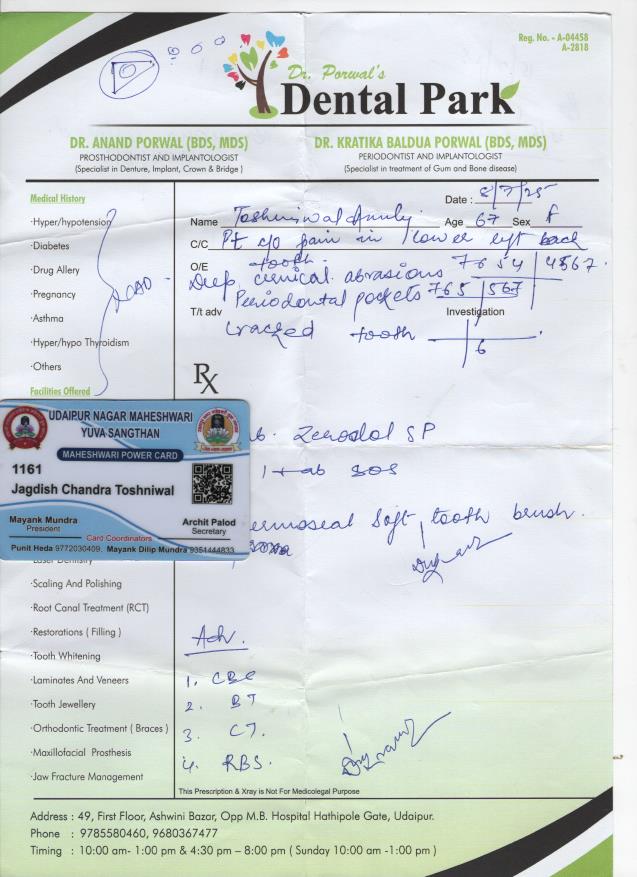 Reg. No. - A-04458
A-2818
Dr. Porwal's
Dental Park
DR. ANAND PORWAL (BDS, MDS)
PROSTHODONTIST AND IMPLANTOLOGIST
(Specialist in Denture, Implant, Crown & Bridge )
DR. KRATIKA BALDUA PORWAL (BDS, MDS)
PERIODONTIST AND IMPLANTOLOGIST
(Specialist in treatment of Gum and Bone disease)
Medical History
·Hyper/hypotension
·Diabetes
·Drug Allery
·Pregnancy
·Asthma
·Hyper/hypo Thyroidism
·Others
Facilities Offered
Date : 8/7/25
Name Toshniwal Age 67 Sex f
C/C Pt c/o pain in lower left back
tooth.
O/E Deep cervical abrasions 7654 4567
Periodontal pockets 765 567
T/t adv Investigation
Cracked tooth 6
Rx
Zerodol SP
1 tab SOS
soft tooth brush.
UDAIPUR NAGAR MAHESHWARI
YUVA SANGTHAN
MAHESHWARI POWER CARD
1161
Jagdish Chandra Toshniwal
Mayank Mundra
President
Archit Palod
Secretary
Card Coordinators
Punit Heda 9772030409, Mayank Dilip Mundra 9351444833
Laser Dentistry
·Scaling And Polishing
·Root Canal Treatment (RCT)
·Restorations ( Filling )
·Tooth Whitening
·Laminates And Veneers
·Tooth Jewellery
·Orthodontic Treatment ( Braces )
·Maxillofacial Prosthesis
·Jaw Fracture Management
Adv.
1. CBC
2. BT
3. CT.
4. RBS.
This Prescription & Xray is Not For Medicolegal Purpose
Address : 49, First Floor, Ashwini Bazar, Opp M.B. Hospital Hathipole Gate, Udaipur.
Phone : 9785580460, 9680367477
Timing : 10:00 am- 1:00 pm & 4:30 pm – 8:00 pm ( Sunday 10:00 am -1:00 pm )